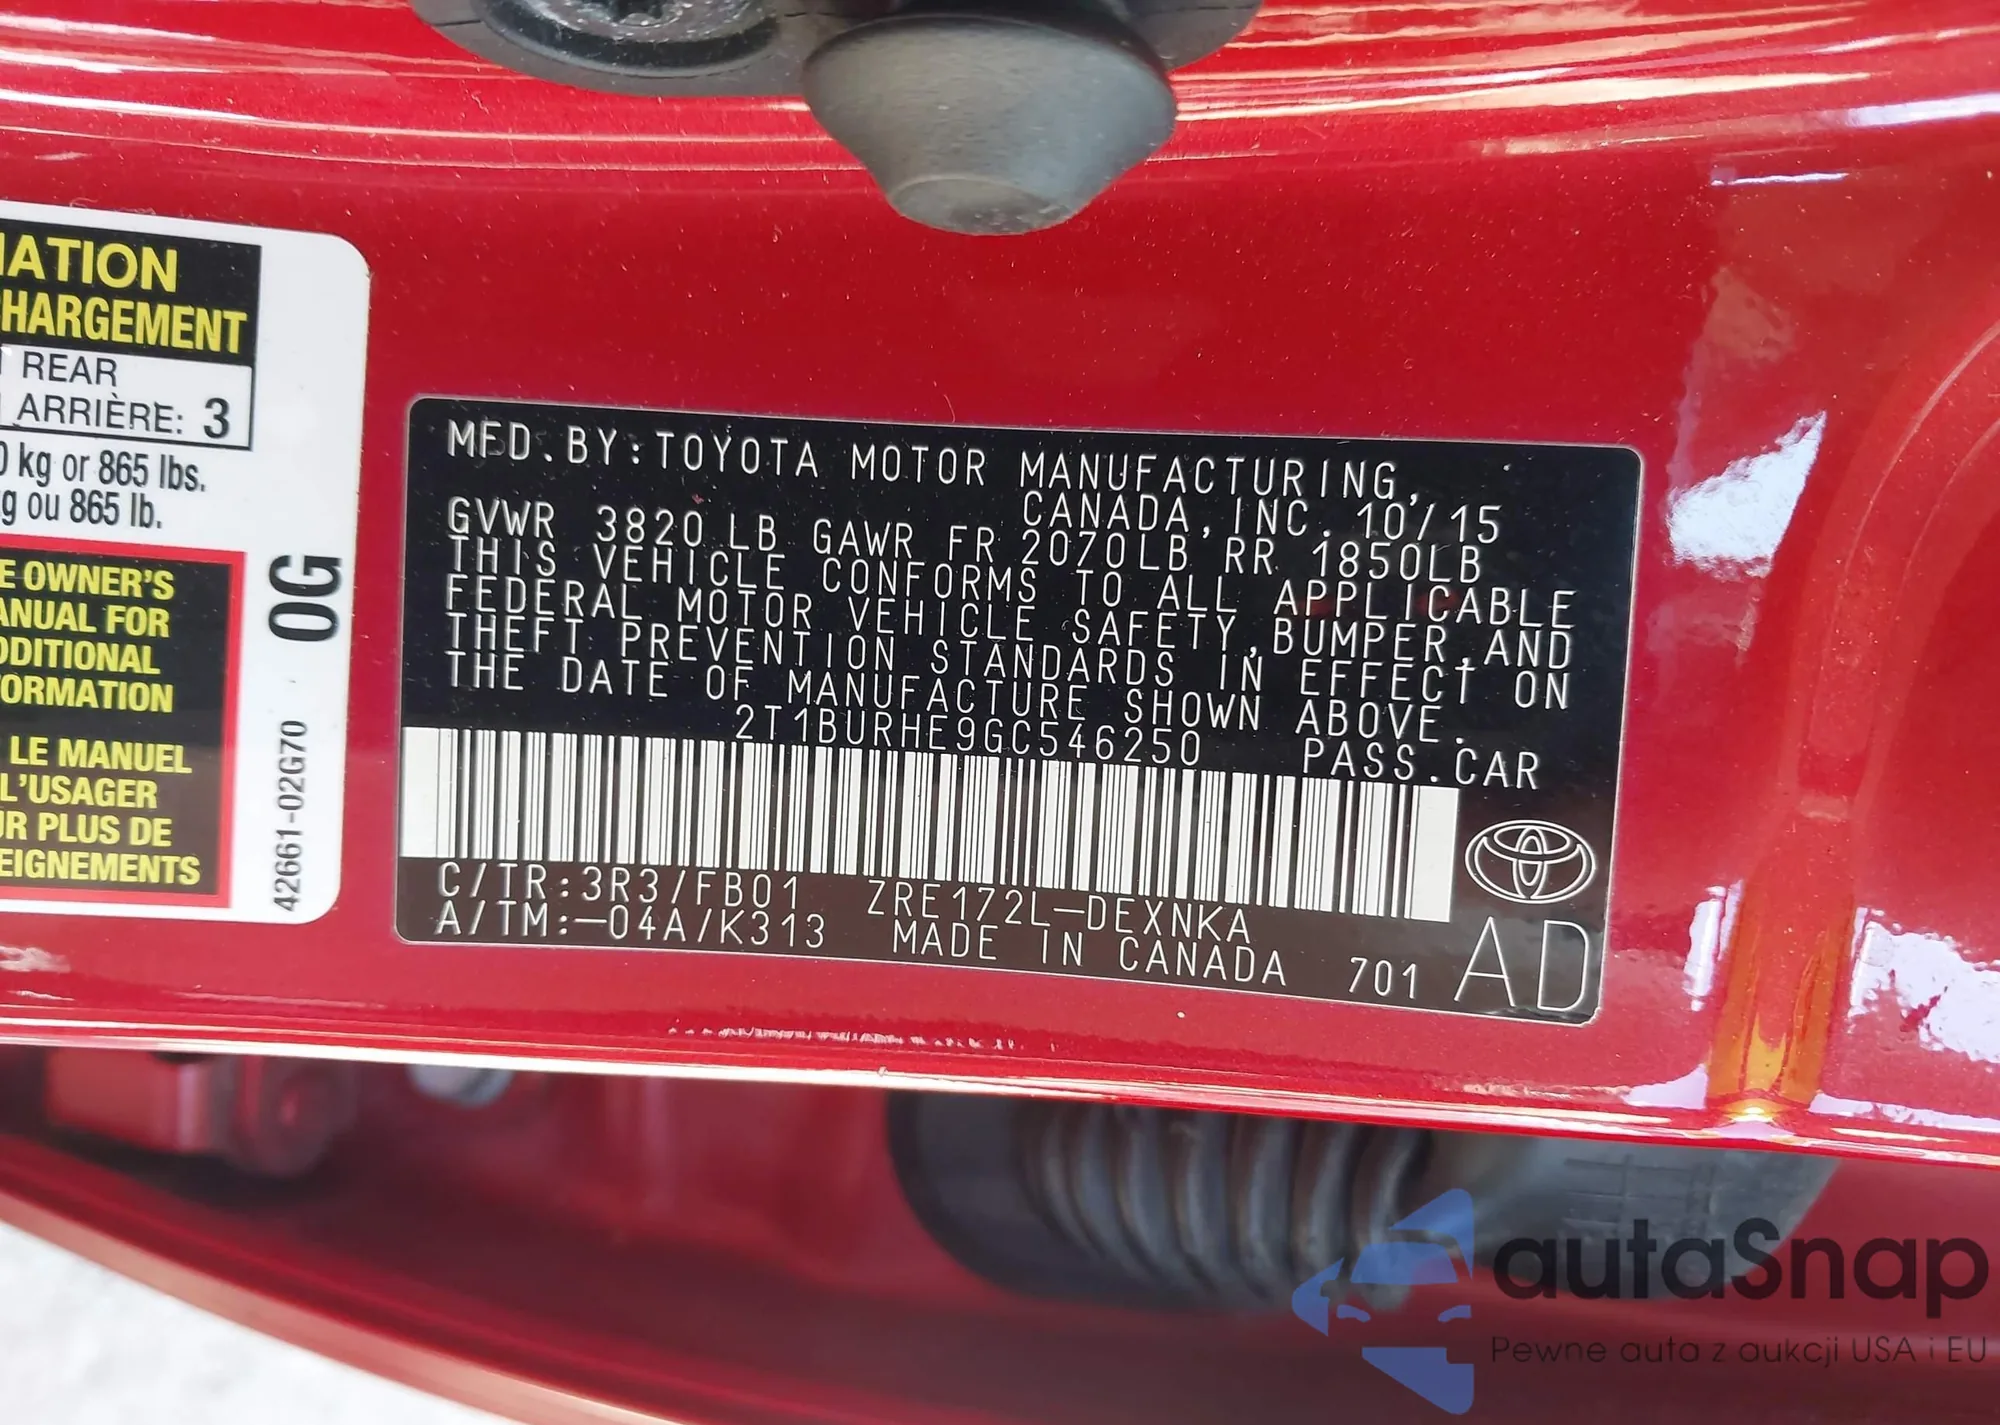 MATION
HARGEMENT
REAR
ARRIÈRE: 3
0 kg or 865 lbs.
g ou 865 lb.
E OWNER'S
ANUAL FOR
DDITIONAL
FORMATION
LE MANUEL
L'USAGER
UR PLUS DE
EIGNEMENTS
0G
42661-02G70
MFD.BY:TOYOTA MOTOR MANUFACTURING,
CANADA,INC. 10/15
GVWR 3820 LB GAWR FR 2070LB RR 1850LB
THIS VEHICLE CONFORMS TO ALL APPLICABLE
FEDERAL MOTOR VEHICLE SAFETY,BUMPER,AND
THEFT PREVENTION STANDARDS IN EFFECT ON
THE DATE OF MANUFACTURE SHOWN ABOVE.
2T1BURHE9GC546250 PASS.CAR
C/TR:3R3/FB01 ZRE172L-DEXNKA
A/TM:-04A/K313 MADE IN CANADA 701 AD
autaSnap
Pewne auta z aukcji USA i EU